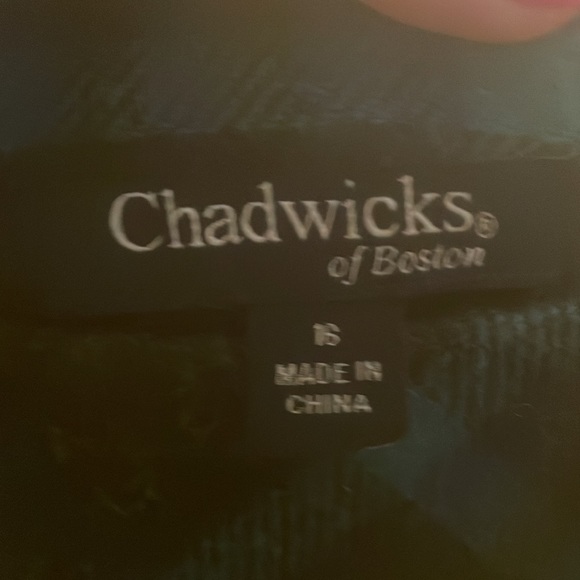 Chadwicks®
of Boston
16
MADE IN
CHINA